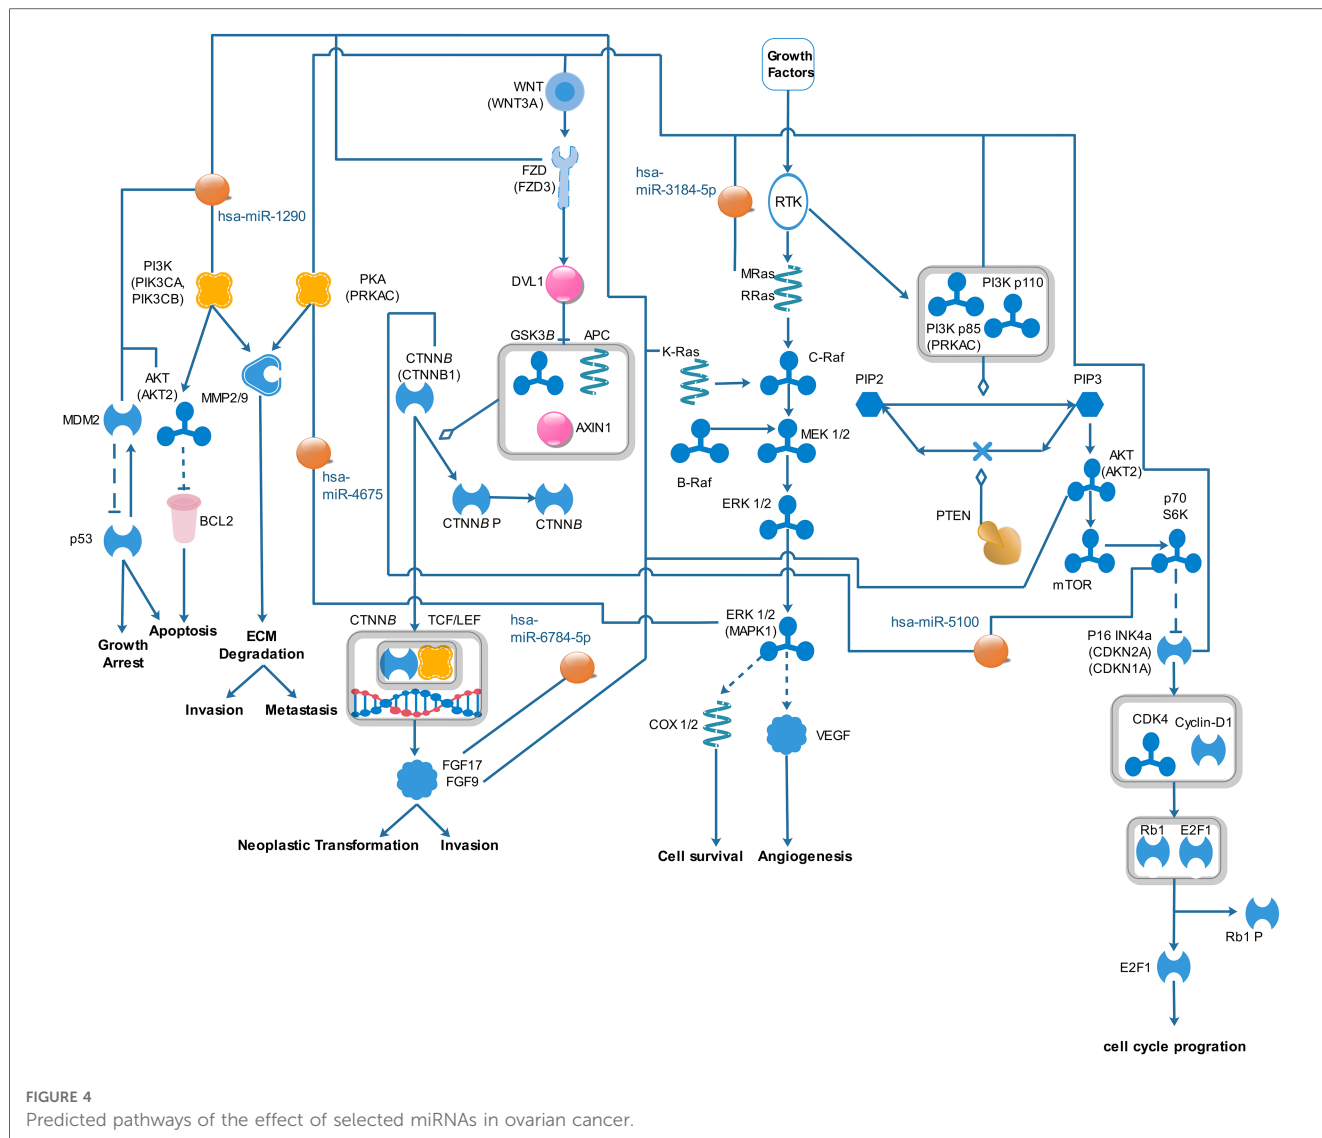 Growth
Factors
WNT
(WNT3A)
FZD
(FZD3)
hsa-
miR-3184-5p
RTK
hsa-miR-1290
PI3K
(PIK3CA,
PIK3CB)
PKA
(PRKAC)
DVL1
MRas
RRas
PI3K p110
PI3K p85
(PRKAC)
GSK3B
APC
K-Ras
C-Raf
CTNNB
(CTNNB1)
AKT
(AKT2)
MMP2/9
PIP2
PIP3
MDM2
AXIN1
MEK 1/2
B-Raf
hsa-
miR-4675
AKT
(AKT2)
CTNNB P
CTNNB
ERK 1/2
BCL2
p53
PTEN
p70
S6K
mTOR
Growth
Arrest
Apoptosis
ECM
Degradation
CTNNB
TCF/LEF
hsa-
miR-6784-5p
ERK 1/2
(MAPK1)
hsa-miR-5100
P16 INK4a
(CDKN2A)
(CDKN1A)
Invasion
Metastasis
COX 1/2
VEGF
CDK4
Cyclin-D1
FGF17
FGF9
Neoplastic Transformation
Invasion
Cell survival
Angiogenesis
Rb1
E2F1
Rb1 P
E2F1
cell cycle progration
FIGURE 4
Predicted pathways of the effect of selected miRNAs in ovarian cancer.